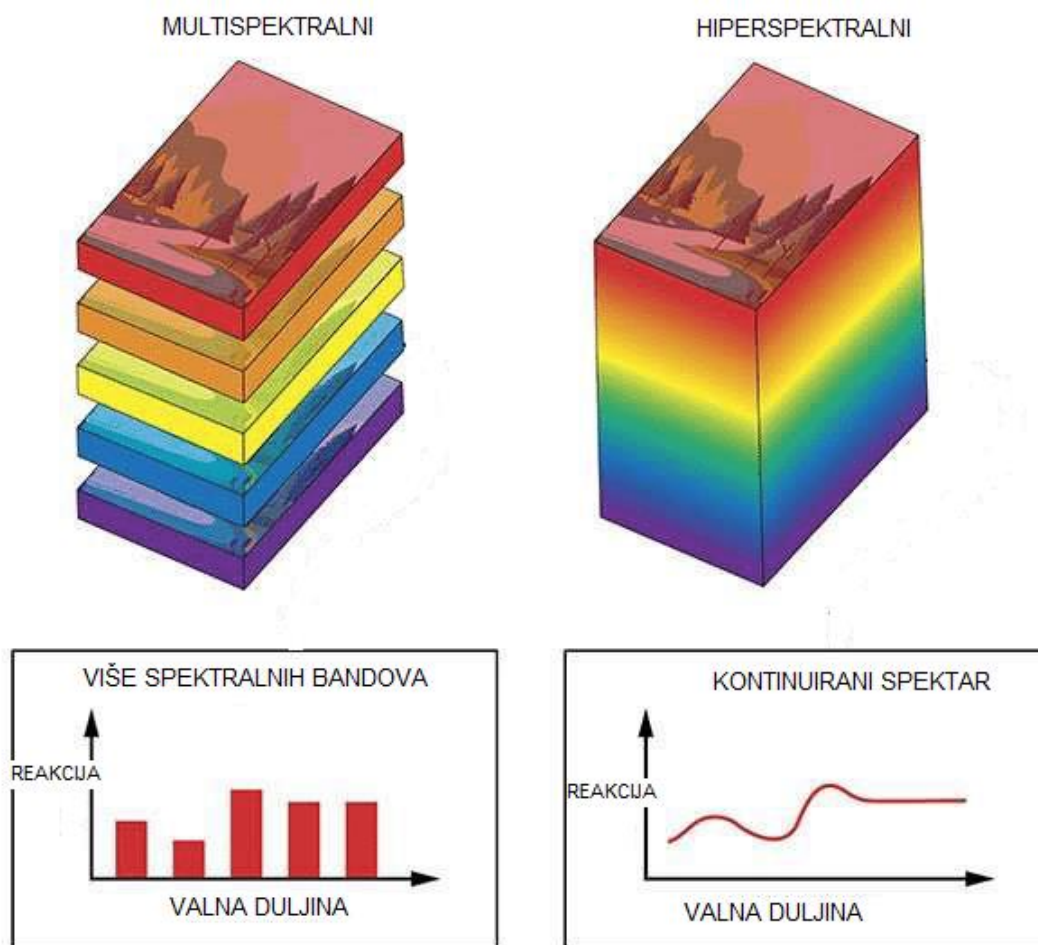 MULTISPEKTRALNI
HIPERSPEKTRALNI
VIŠE SPEKTRALNIH BANDOVA
REAKCIJA
VALNA DULJINA
KONTINUIRANI SPEKTAR
REAKCIJA
VALNA DULJINA